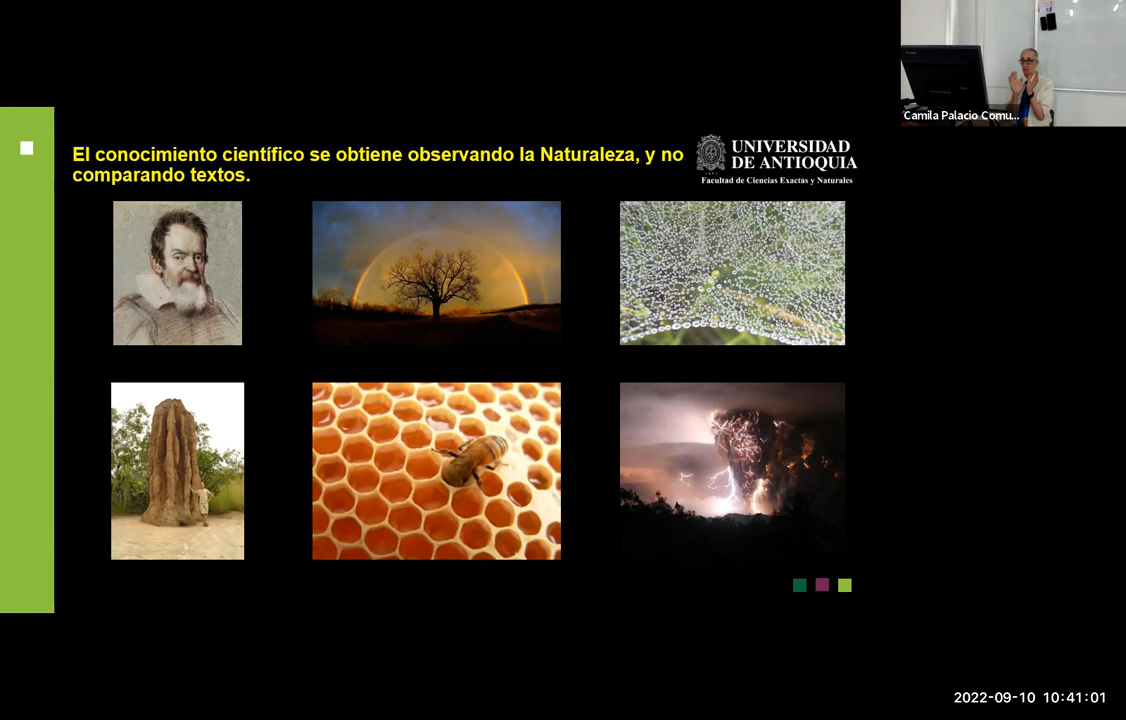 Camila Palacio Comu...
El conocimiento científico se obtiene observando la Naturaleza, y no
comparando textos.
UNIVERSIDAD
DE ANTIOQUIA
1803
Facultad de Ciencias Exactas y Naturales
2022-09-10 10:41:01